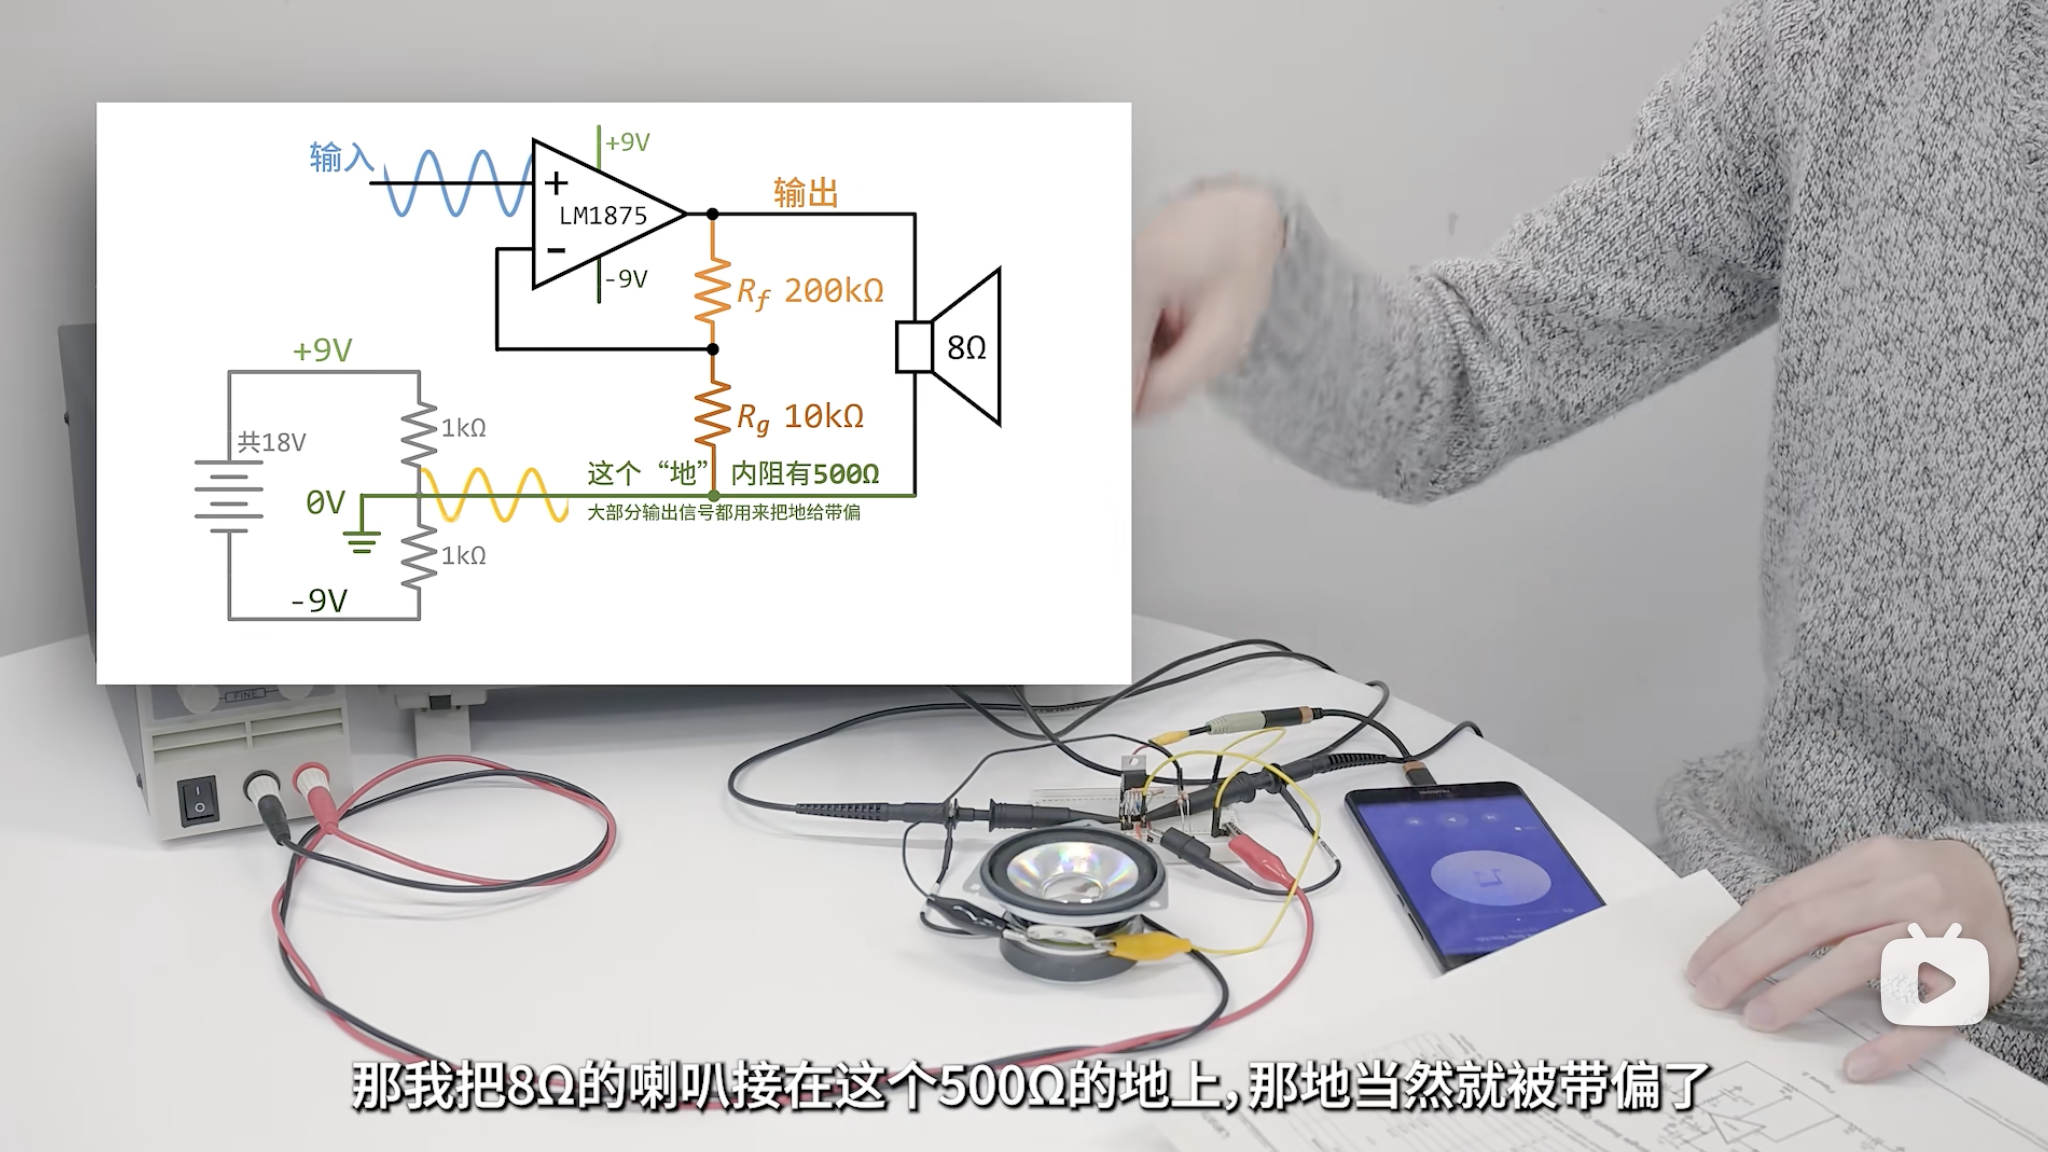 输入
+9V
+
LM1875
-
-9V
输出
Rf 200kΩ
8Ω
+9V
共18V
1kΩ
Rg 10kΩ
这个“地”内阻有500Ω
0V
大部分输出信号都用来把地给带偏
1kΩ
-9V
FINE
那我把8Ω的喇叭接在这个500Ω的地上,那地当然就被带偏了